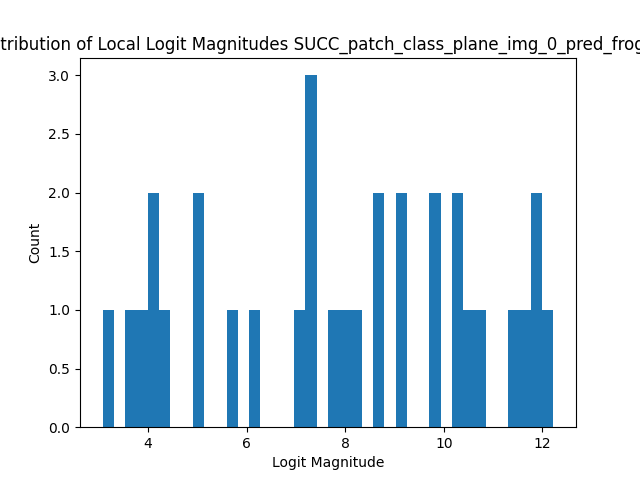 tribution of Local Logit Magnitudes SUCC_patch_class_plane_img_0_pred_frog
3.0
2.5
2.0
1.5
1.0
0.5
0.0
Count
4 6 8 10 12
Logit Magnitude